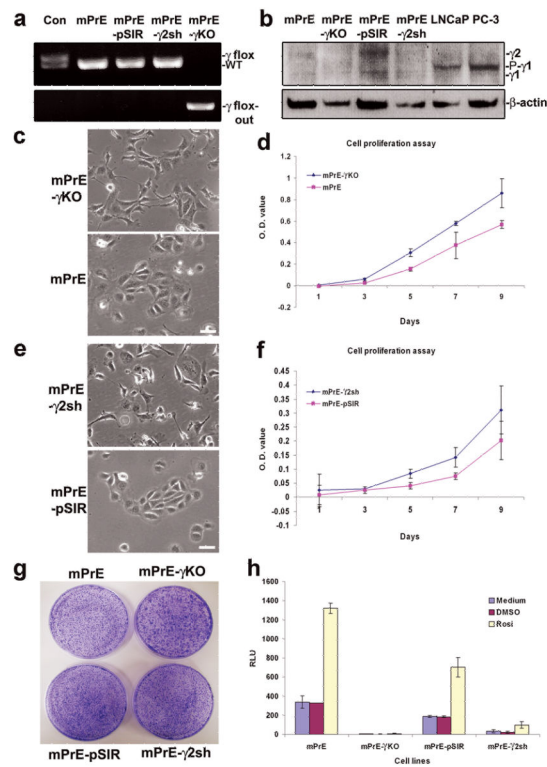 a
Con mPrE mPrE-pSIR mPrE-γ2sh mPrE-γKO
-γ flox
-WT
-γ flox-out
b
mPrE mPrE-γKO mPrE-pSIR mPrE-γ2sh LNCaP PC-3
-γ2
P-γ1
-γ1
-β-actin
c
mPrE-γKO
mPrE
d
Cell proliferation assay
mPrE-γKO
mPrE
O. D. value
1.2
1
0.8
0.6
0.4
0.2
0
1 3 5 7 9
Days
e
mPrE-γ2sh
mPrE-pSIR
f
Cell proliferation assay
mPrE-γ2sh
mPrE-pSIR
O. D. value
0.45
0.4
0.35
0.3
0.25
0.2
0.15
0.1
0.05
0
-0.05
1 3 5 7 9
Days
g
mPrE mPrE-γKO
mPrE-pSIR mPrE-γ2sh
h
Medium
DMSO
Rosi
RLU
1600
1400
1200
1000
800
600
400
200
0
mPrE mPrE-γKO mPrE-pSIR mPrE-γ2sh
Cell lines